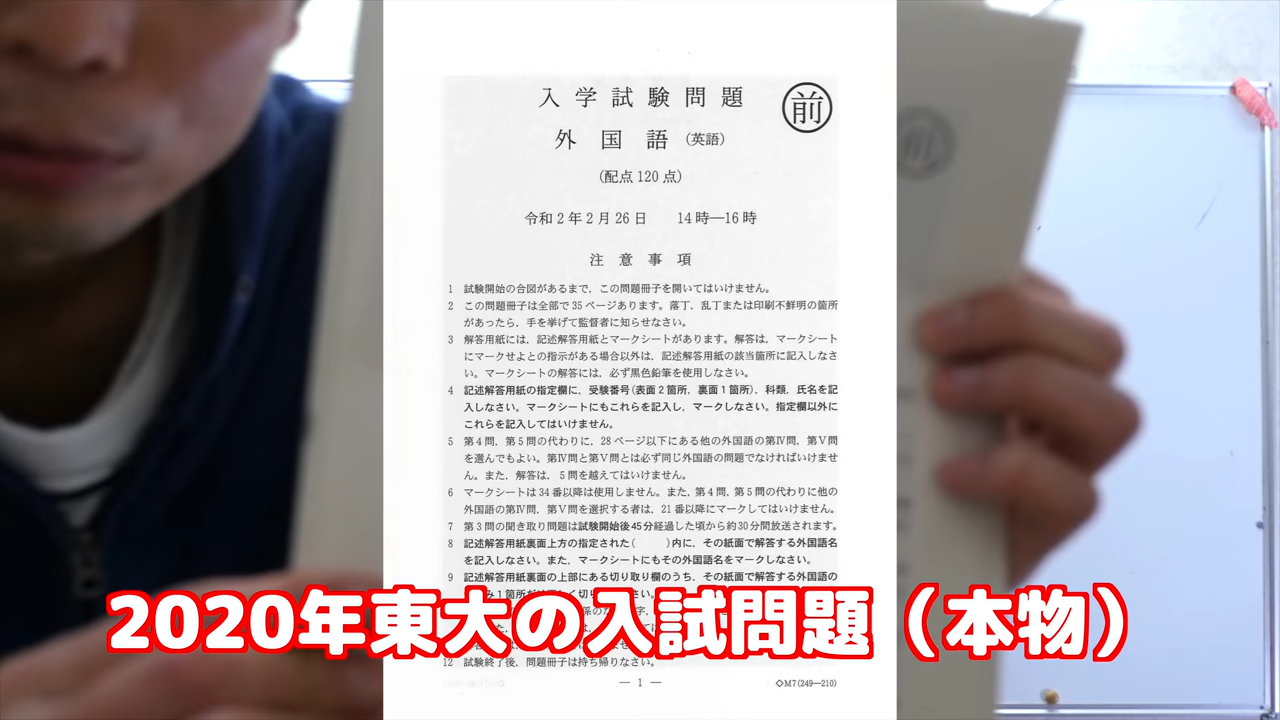 入学試験問題 前
外国語(英語)
(配点 120 点)
令和2年2月26日 14時―16時
注意事項
1 試験開始の合図があるまで，この問題冊子を開いてはいけません。
2 この問題冊子は全部で35ページあります。落丁，乱丁または印刷不鮮明の箇所
があったら，手を挙げて監督者に知らせなさい。
3 解答用紙には，記述解答用紙とマークシートがあります。解答は，マークシート
にマークせよとの指示がある場合以外は，記述解答用紙の該当箇所に記入しなさ
い。マークシートの解答には，必ず黒色鉛筆を使用しなさい。
4 記述解答用紙の指定欄に，受験番号(表面2箇所，裏面1箇所)，科類，氏名を記
入しなさい。マークシートにもこれらを記入し，マークしなさい。指定欄以外に
これらを記入してはいけません。
5 第4問，第5問の代わりに，28ページ以下にある他の外国語の第Ⅳ問，第Ⅴ問
を選んでもよい。第Ⅳ問と第Ⅴ問とは必ず同じ外国語の問題でなければいけませ
ん。また，解答は，5問を越えてはいけません。
6 マークシートは34番以降は使用しません。また，第4問，第5問の代わりに他の
外国語の第Ⅳ問，第Ⅴ問を選択する者は，21番以降にマークしてはいけません。
7 第3問の聞き取り問題は試験開始後45分経過した頃から約30分間放送されます。
8 記述解答用紙裏面上方の指定された( )内に，その紙面で解答する外国語名
を記入しなさい。また，マークシートにもその外国語名をマークしなさい。
9 記述解答用紙裏面の上部にある切り取り欄のうち，その紙面で解答する外国語の
2020年東大の入試問題（本物）
12 試験終了後，問題冊子は持ち帰りなさい。
― 1 ― ◇M7(249―210)